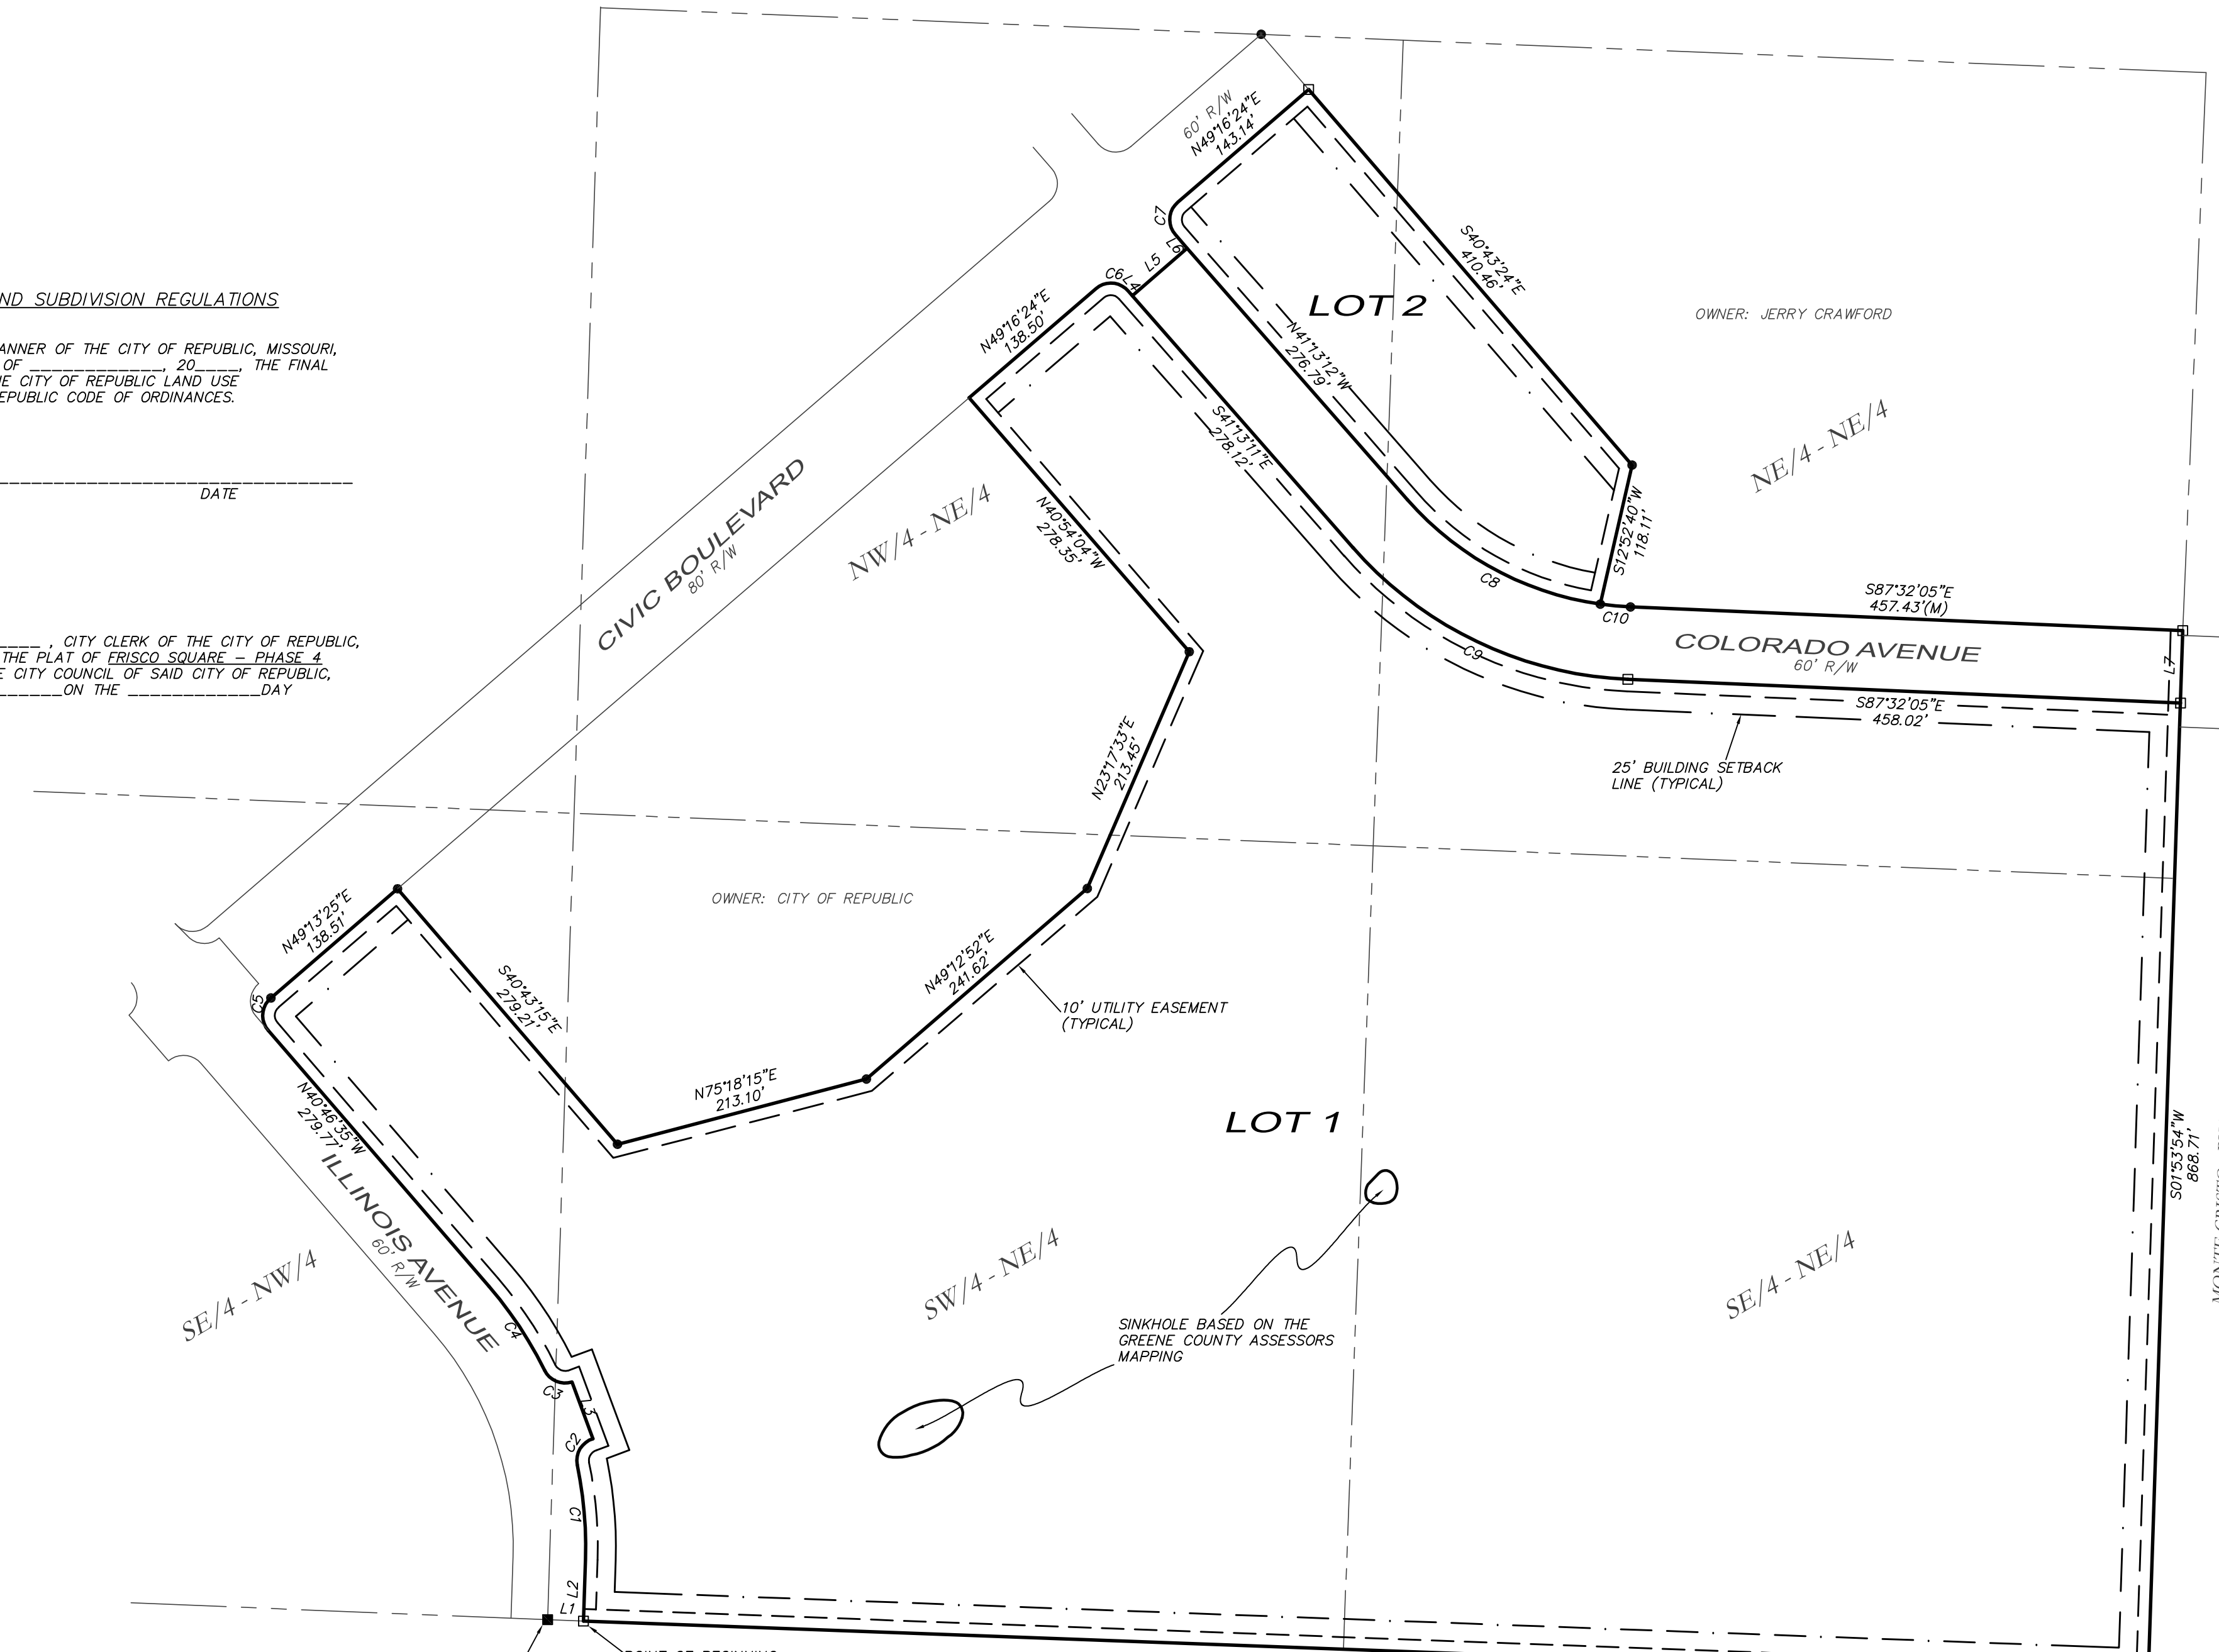 ND SUBDIVISION REGULATIONS
ANNER OF THE CITY OF REPUBLIC, MISSOURI,
OF ____________, 20____, THE FINAL
HE CITY OF REPUBLIC LAND USE
EPUBLIC CODE OF ORDINANCES.
DATE
____ , CITY CLERK OF THE CITY OF REPUBLIC,
THE PLAT OF FRISCO SQUARE – PHASE 4
E CITY COUNCIL OF SAID CITY OF REPUBLIC,
______ON THE ____________DAY
60' R/W
N49°16'24"E
143.14'
C7
L6
L5
C6
L4
N49°16'24"E
138.50'
LOT 2
S40°43'24"E
410.46'
OWNER: JERRY CRAWFORD
N41°13'12"W
276.79'
S41°13'11"E
278.12'
NE/4 - NE/4
CIVIC BOULEVARD
80' R/W
NW/4 - NE/4
N40°54'04"W
278.35'
S12°52'40"W
118.11'
C8
C10
C9
S87°32'05"E
457.43'(M)
COLORADO AVENUE
60' R/W
L7
S87°32'05"E
458.02'
25' BUILDING SETBACK
LINE (TYPICAL)
N23°17'33"E
213.45'
OWNER: CITY OF REPUBLIC
N49°13'25"E
138.51'
C5
S40°43'15"E
279.21'
N49°12'52"E
241.62'
10' UTILITY EASEMENT
(TYPICAL)
N75°18'15"E
213.10'
LOT 1
N40°46'35"W
279.77'
ILLINOIS AVENUE
60' R/W
S01°53'54"W
868.71'
SE/4 - NW/4
SW/4 - NE/4
SE/4 - NE/4
SINKHOLE BASED ON THE
GREENE COUNTY ASSESSORS
MAPPING
C4
C3
L3
C2
C1
L2
L1
POINT OF BEGINNING